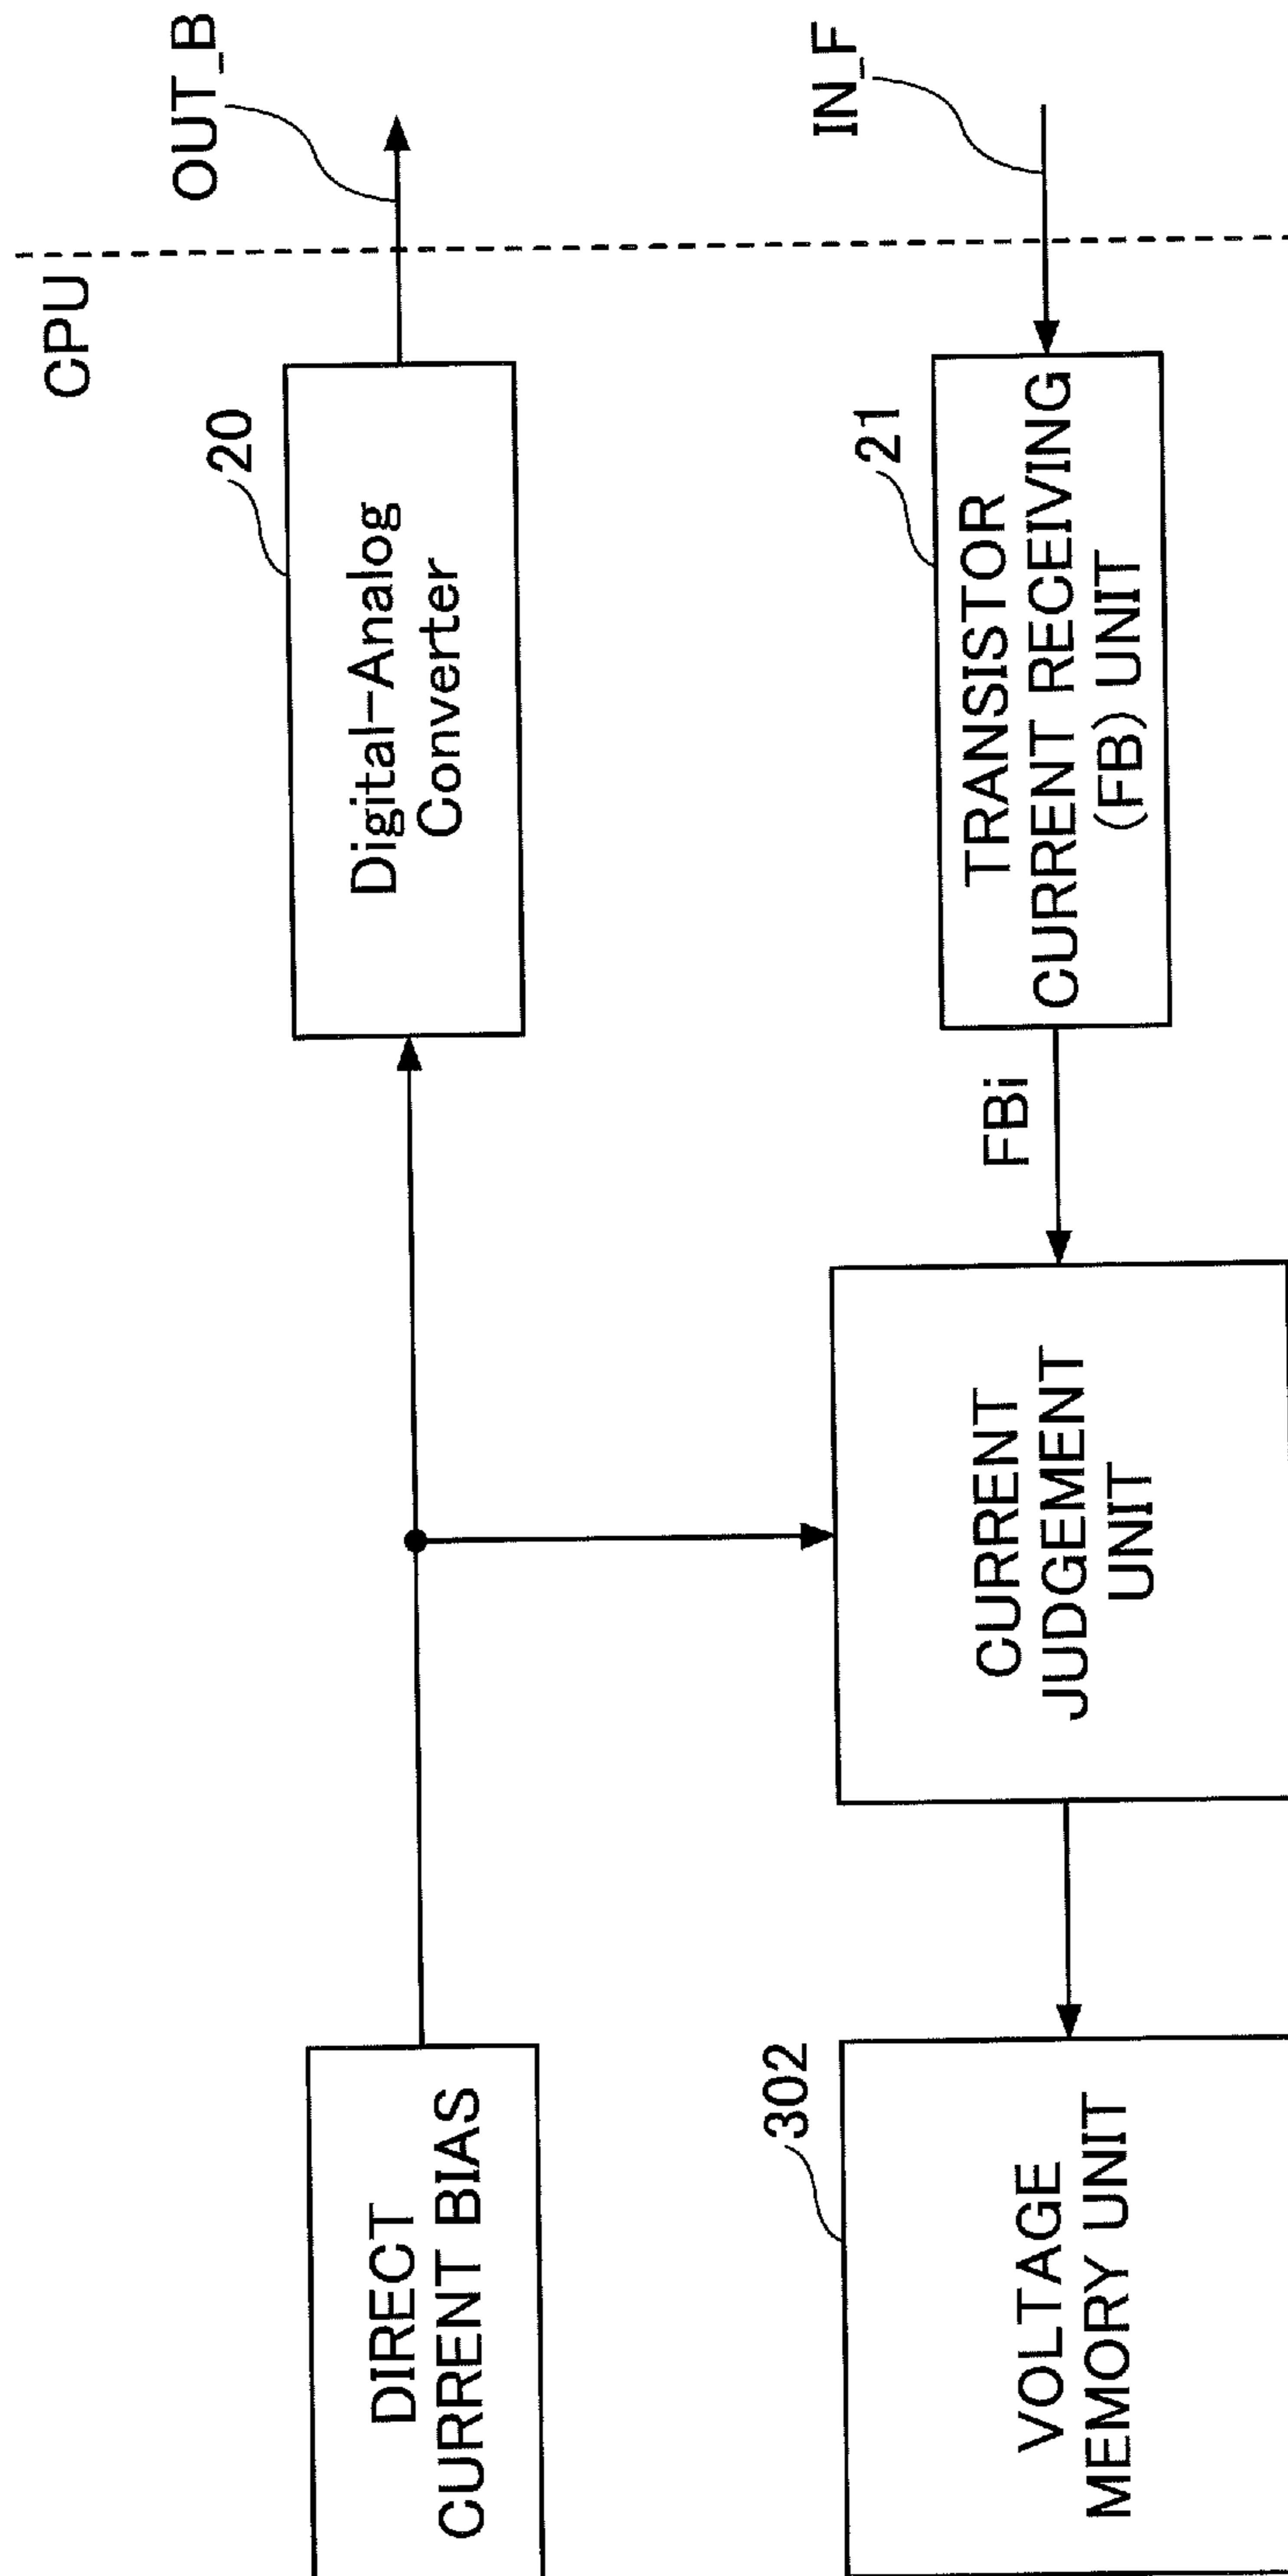 CPU
OUT_B
20
Digital-Analog
Converter
DIRECT
CURRENT BIAS
IN_F
21
TRANSISTOR
CURRENT RECEIVING
(FB) UNIT
FBi
CURRENT
JUDGEMENT
UNIT
302
VOLTAGE
MEMORY UNIT